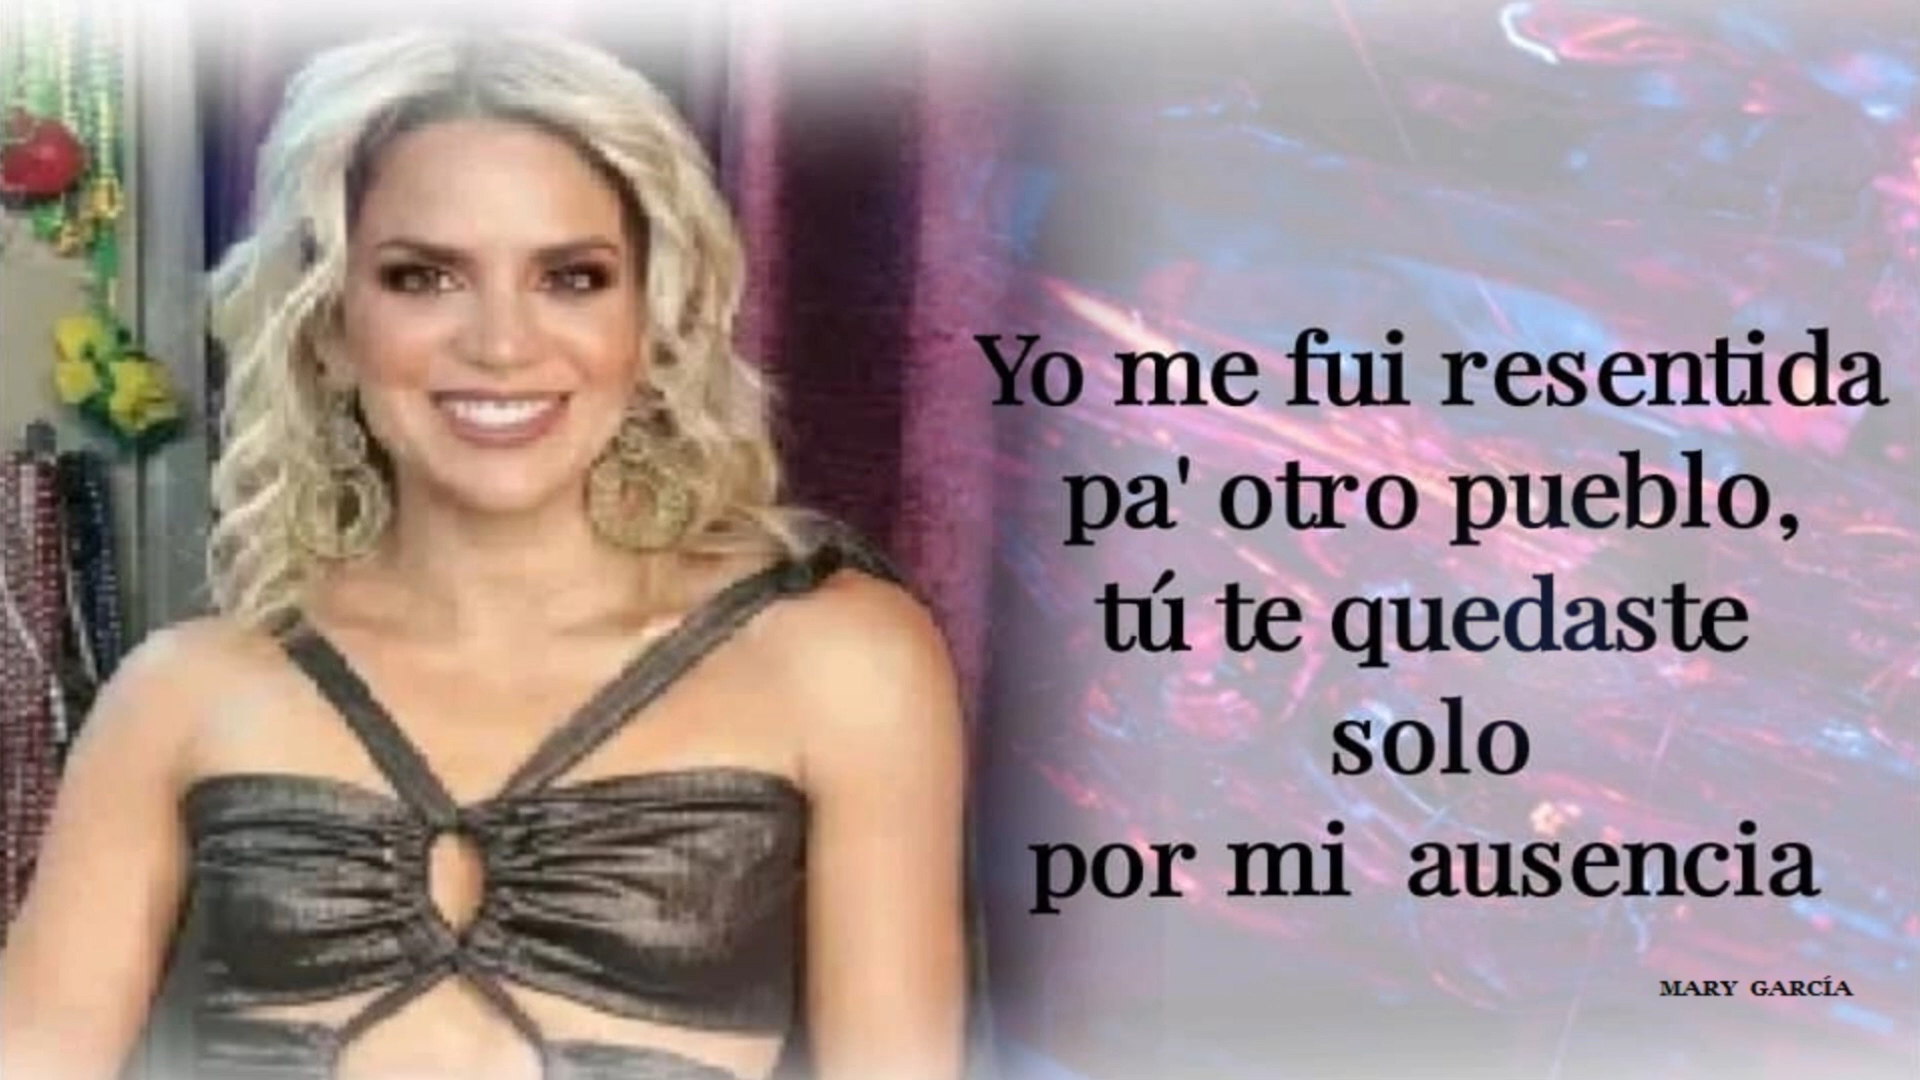 Yo me fui resentida
pa' otro pueblo,
tú te quedaste
solo
por mi ausencia
MARY GARCÍA